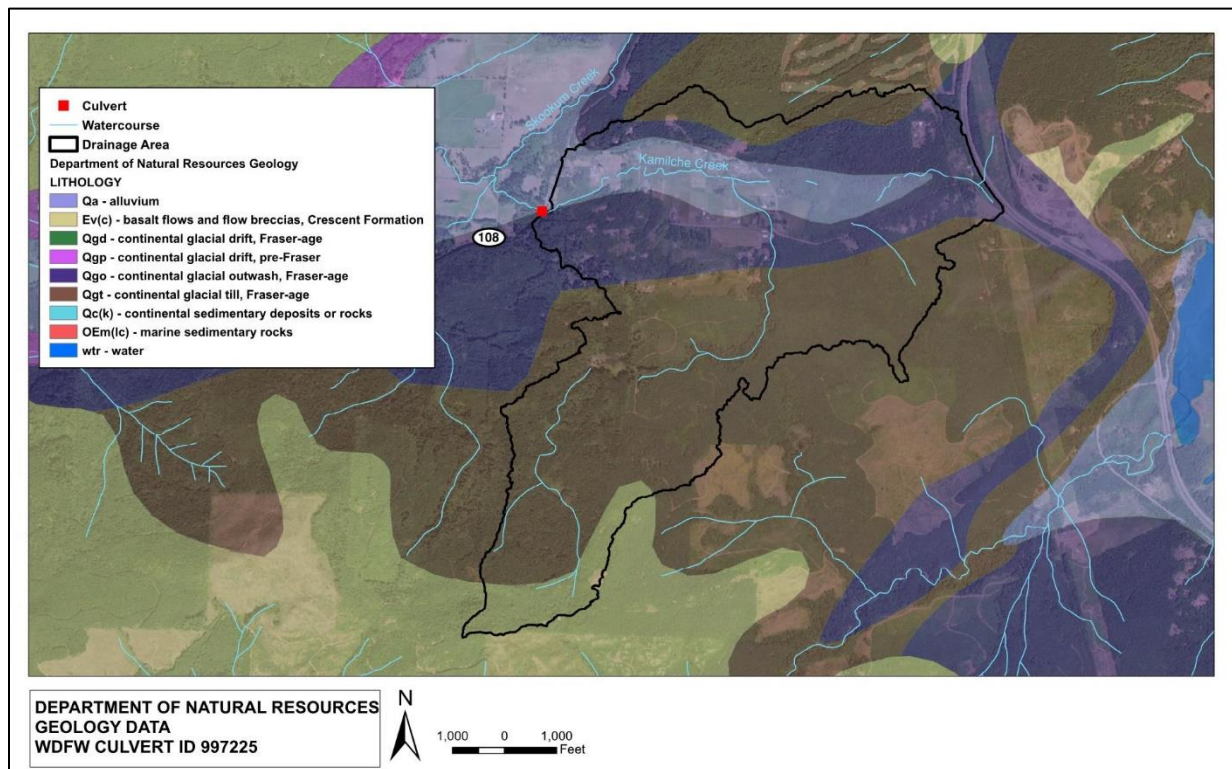 Skookum Creek
Kamilche Creek
108
Culvert
Watercourse
Drainage Area
Department of Natural Resources Geology
LITHOLOGY
Qa - alluvium
Ev(c) - basalt flows and flow breccias, Crescent Formation
Qgd - continental glacial drift, Fraser-age
Qgp - continental glacial drift, pre-Fraser
Qgo - continental glacial outwash, Fraser-age
Qgt - continental glacial till, Fraser-age
Qc(k) - continental sedimentary deposits or rocks
OEm(lc) - marine sedimentary rocks
wtr - water
DEPARTMENT OF NATURAL RESOURCES
GEOLOGY DATA
WDFW CULVERT ID 997225
N
1,000 0 1,000
Feet